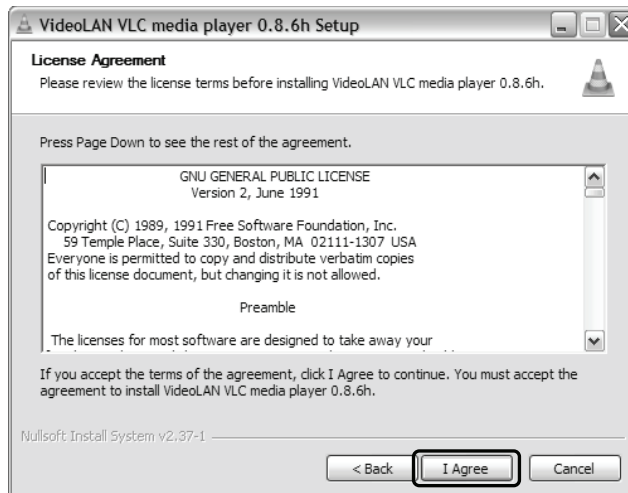 VideoLAN VLC media player 0.8.6h Setup
License Agreement
Please review the license terms before installing VideoLAN VLC media player 0.8.6h.
Press Page Down to see the rest of the agreement.
GNU GENERAL PUBLIC LICENSE
Version 2, June 1991
Copyright (C) 1989, 1991 Free Software Foundation, Inc.
59 Temple Place, Suite 330, Boston, MA  02111-1307  USA
Everyone is permitted to copy and distribute verbatim copies
of this license document, but changing it is not allowed.
Preamble
The licenses for most software are designed to take away your
If you accept the terms of the agreement, click I Agree to continue. You must accept the
agreement to install VideoLAN VLC media player 0.8.6h.
Nullsoft Install System v2.37-1
< Back
I Agree
Cancel